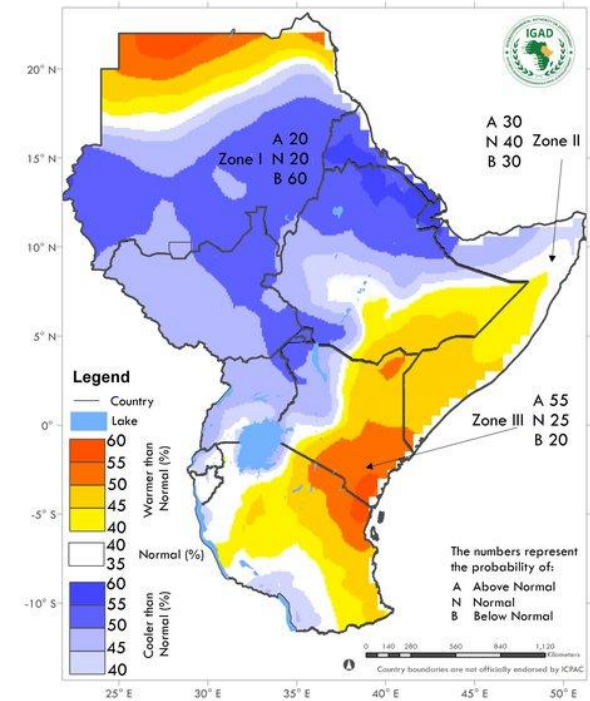 IGAD
20° N
15° N
10° N
5° N
0°
-5° S
-10° S
A 20
Zone I N 20
B 60
A 30
N 40 Zone II
B 30
A 55
Zone III N 25
B 20
Legend
Country
Lake
Warmer than
Normal (%)
60
55
50
45
40
Normal (%)
40
35
Cooler than
Normal (%)
60
55
50
45
40
The numbers represent
the probability of:
A Above Normal
N Normal
B Below Normal
0 140 280 560 840 1,120
Kilometers
Country boundaries are not officially endorsed by ICPAC
25° E 30° E 35° E 40° E 45° E 50° E